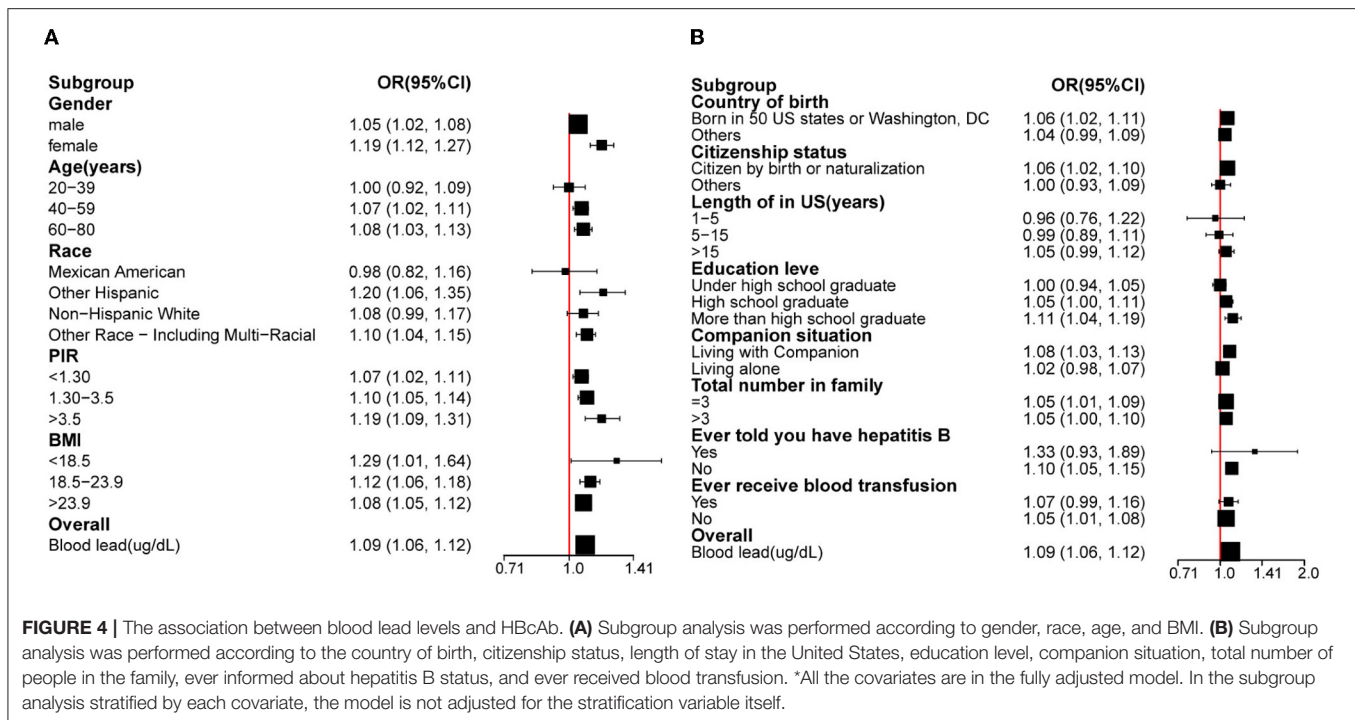 A
Subgroup OR(95%CI)
Gender
male 1.05 (1.02, 1.08)
female 1.19 (1.12, 1.27)
Age(years)
20−39 1.00 (0.92, 1.09)
40−59 1.07 (1.02, 1.11)
60−80 1.08 (1.03, 1.13)
Race
Mexican American 0.98 (0.82, 1.16)
Other Hispanic 1.20 (1.06, 1.35)
Non−Hispanic White 1.08 (0.99, 1.17)
Other Race − Including Multi−Racial 1.10 (1.04, 1.15)
PIR
<1.30 1.07 (1.02, 1.11)
1.30−3.5 1.10 (1.05, 1.14)
>3.5 1.19 (1.09, 1.31)
BMI
<18.5 1.29 (1.01, 1.64)
18.5−23.9 1.12 (1.06, 1.18)
>23.9 1.08 (1.05, 1.12)
Overall
Blood lead(ug/dL) 1.09 (1.06, 1.12)
0.71 1.0 1.41
B
Subgroup OR(95%CI)
Country of birth
Born in 50 US states or Washington, DC 1.06 (1.02, 1.11)
Others 1.04 (0.99, 1.09)
Citizenship status
Citizen by birth or naturalization 1.06 (1.02, 1.10)
Others 1.00 (0.93, 1.09)
Length of in US(years)
1−5 0.96 (0.76, 1.22)
5−15 0.99 (0.89, 1.11)
>15 1.05 (0.99, 1.12)
Education leve
Under high school graduate 1.00 (0.94, 1.05)
High school graduate 1.05 (1.00, 1.11)
More than high school graduate 1.11 (1.04, 1.19)
Companion situation
Living with Companion 1.08 (1.03, 1.13)
Living alone 1.02 (0.98, 1.07)
Total number in family
=3 1.05 (1.01, 1.09)
>3 1.05 (1.00, 1.10)
Ever told you have hepatitis B
Yes 1.33 (0.93, 1.89)
No 1.10 (1.05, 1.15)
Ever receive blood transfusion
Yes 1.07 (0.99, 1.16)
No 1.05 (1.01, 1.08)
Overall
Blood lead(ug/dL) 1.09 (1.06, 1.12)
0.71 1.0 1.41 2.0
FIGURE 4 | The association between blood lead levels and HBcAb. (A) Subgroup analysis was performed according to gender, race, age, and BMI. (B) Subgroup
analysis was performed according to the country of birth, citizenship status, length of stay in the United States, education level, companion situation, total number of
people in the family, ever informed about hepatitis B status, and ever received blood transfusion. *All the covariates are in the fully adjusted model. In the subgroup
analysis stratified by each covariate, the model is not adjusted for the stratification variable itself.